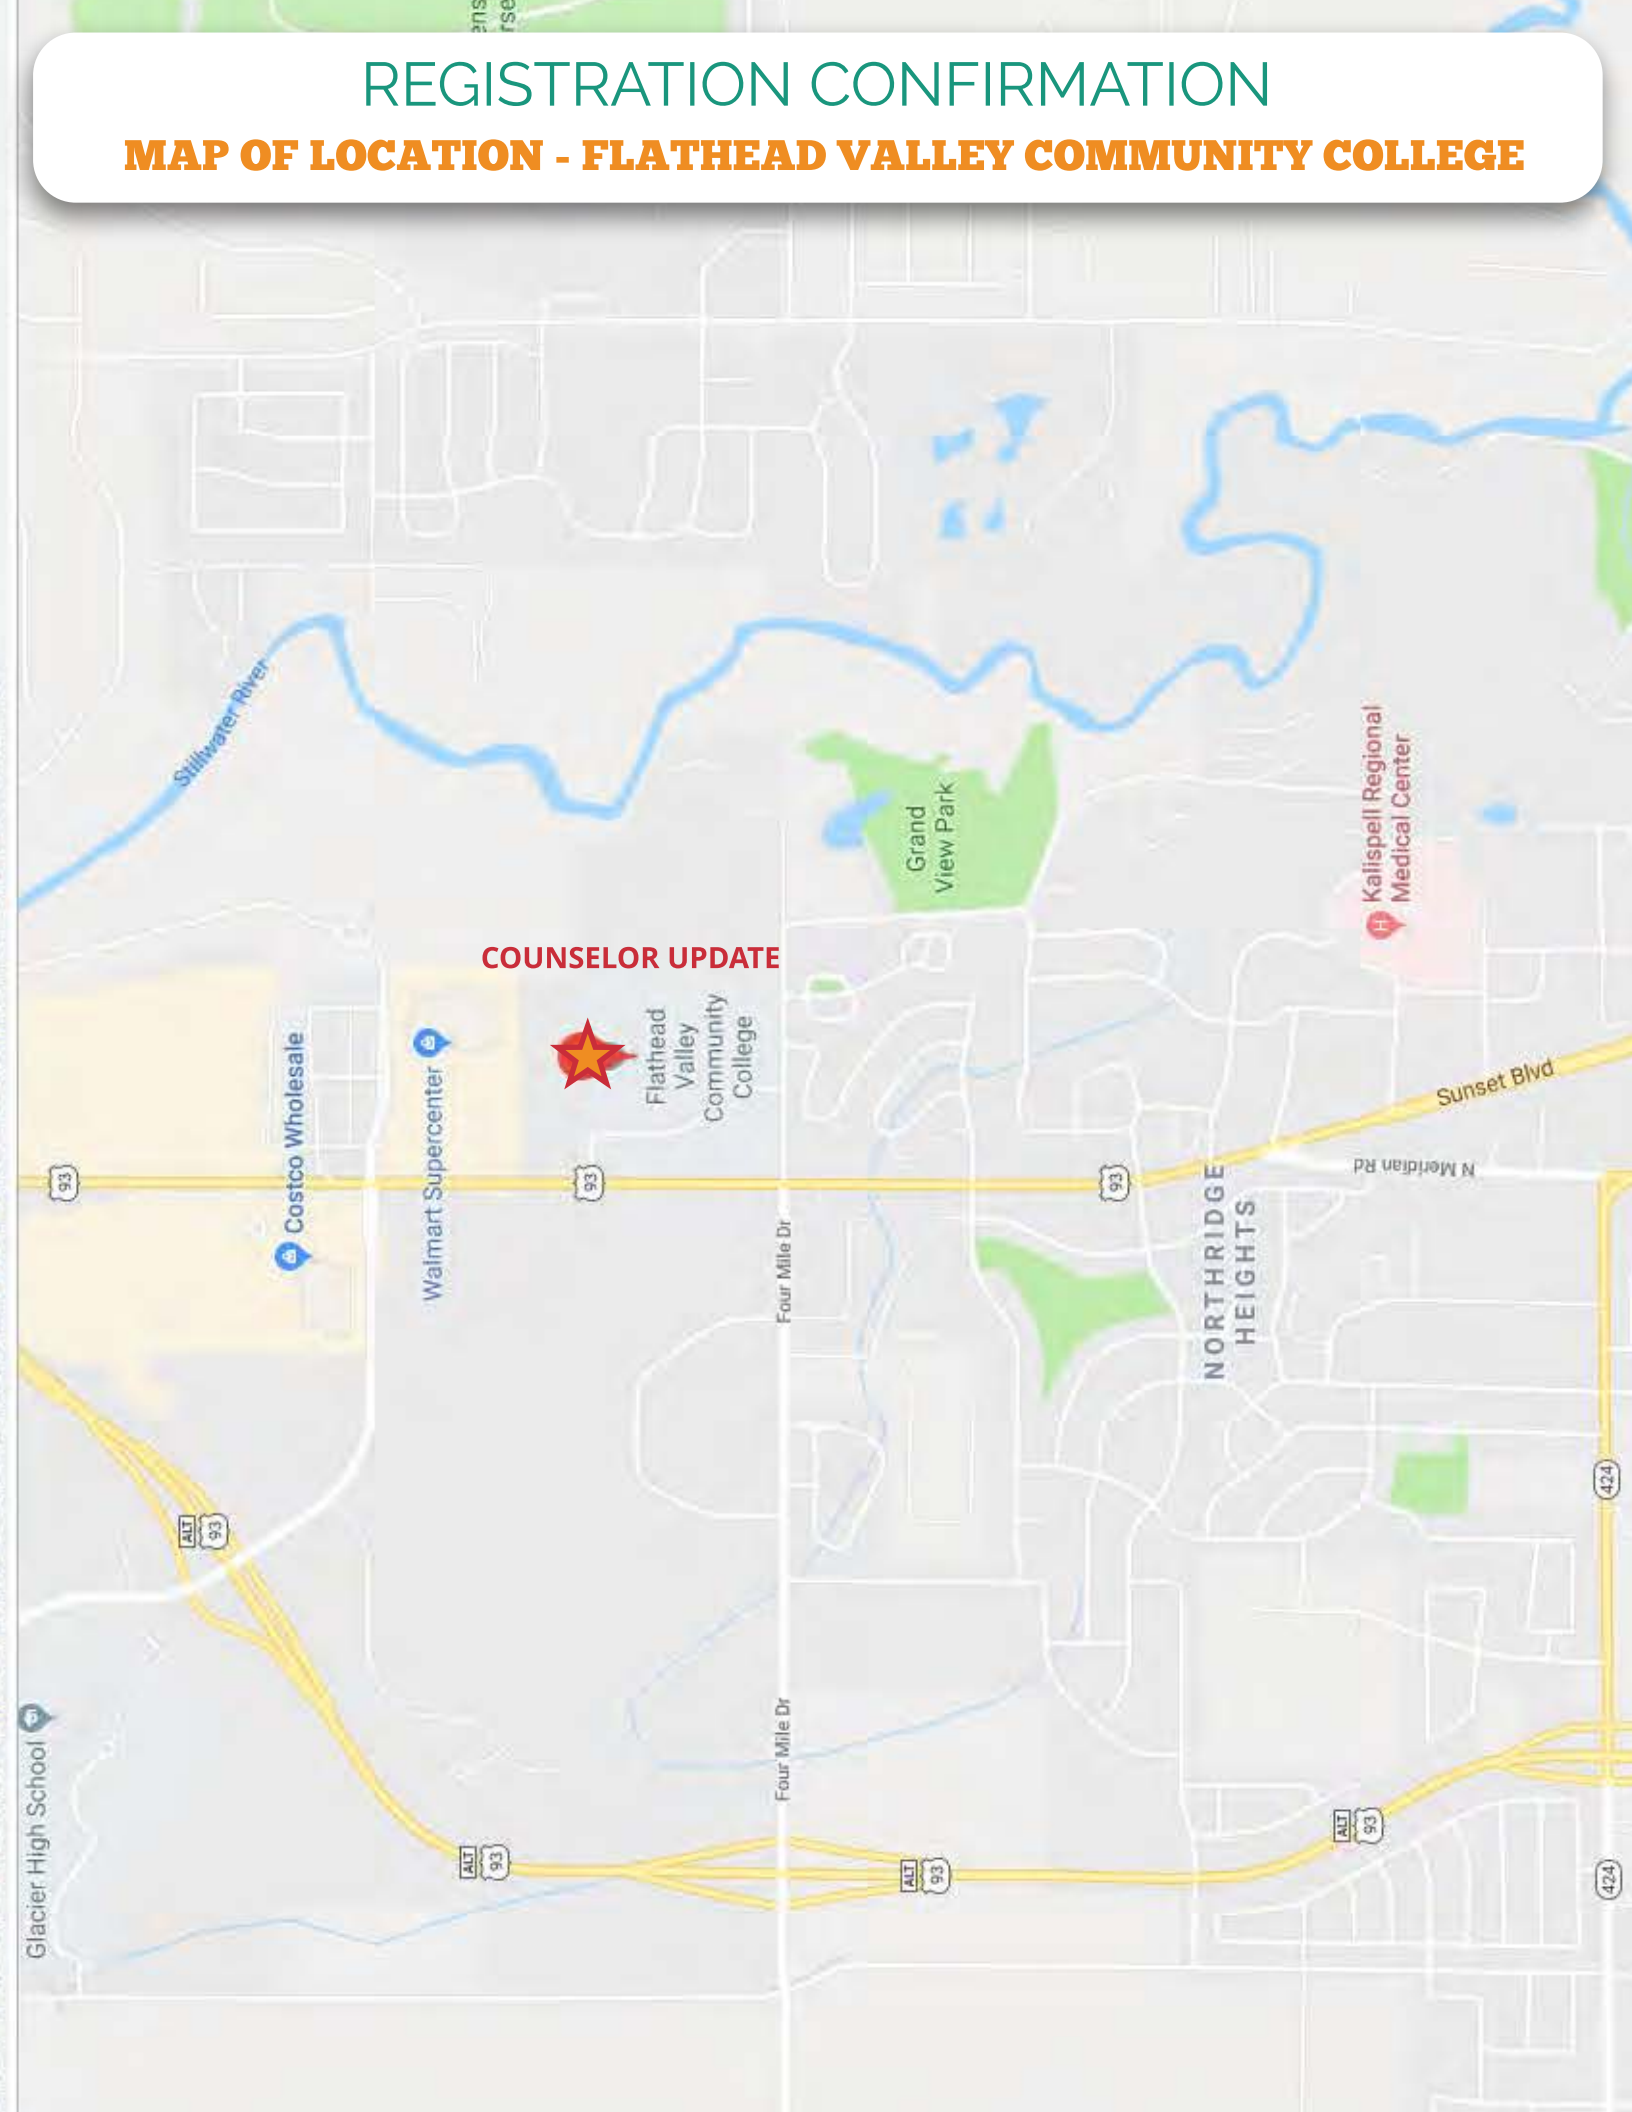 ens
rse
REGISTRATION CONFIRMATION
MAP OF LOCATION - FLATHEAD VALLEY COMMUNITY COLLEGE
Stillwater River
Grand
View Park
Kalispell Regional
Medical Center
H
COUNSELOR UPDATE
Flathead
Valley
Community
College
Costco Wholesale
Walmart Supercenter
93
93
93
Sunset Blvd
N Meridian Rd
Four Mile Dr
NORTHRIDGE
HEIGHTS
424
ALT
93
Glacier High School
Four Mile Dr
ALT
93
ALT
93
ALT
93
424